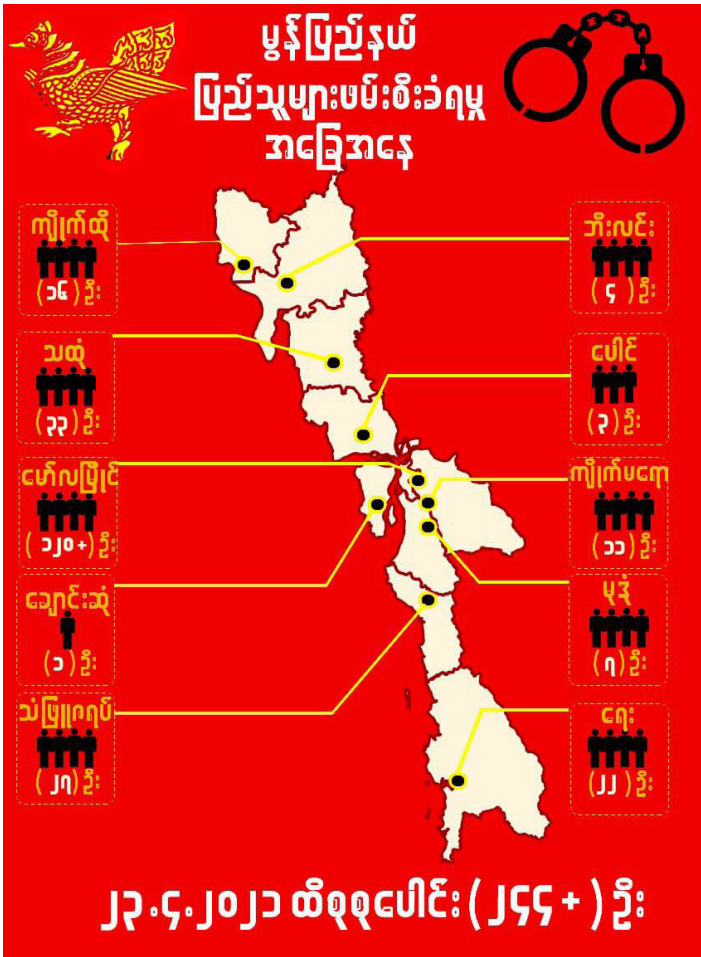 မွန်ပြည်နယ်
ပြည်သူများဖမ်းစီးခံရမှု
အခြေအနေ
ကျိုက်ထို
(၁၆) ဦး
ဘီးလင်း
(၄) ဦး
သထုံ
(၃၃) ဦး
ပေါင်
(၃) ဦး
မော်လမြိုင်
(၁၂၀+) ဦး
ကျိုက်မရော
(၁၁) ဦး
ချောင်းဆုံ
(၁) ဦး
မုဒုံ
(၇) ဦး
သံဖြူဇရပ်
(၂၇) ဦး
ရေး
(၂၂) ဦး
၂၃.၄.၂၀၂၁ ထိစုစုပေါင်း (၂၄၄+) ဦး